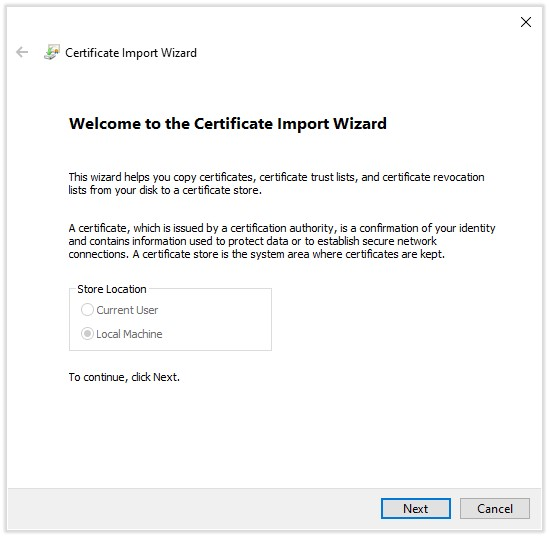 Certificate Import Wizard
Welcome to the Certificate Import Wizard
This wizard helps you copy certificates, certificate trust lists, and certificate revocation
lists from your disk to a certificate store.
A certificate, which is issued by a certification authority, is a confirmation of your identity
and contains information used to protect data or to establish secure network
connections. A certificate store is the system area where certificates are kept.
Store Location
Current User
Local Machine
To continue, click Next.
Next
Cancel